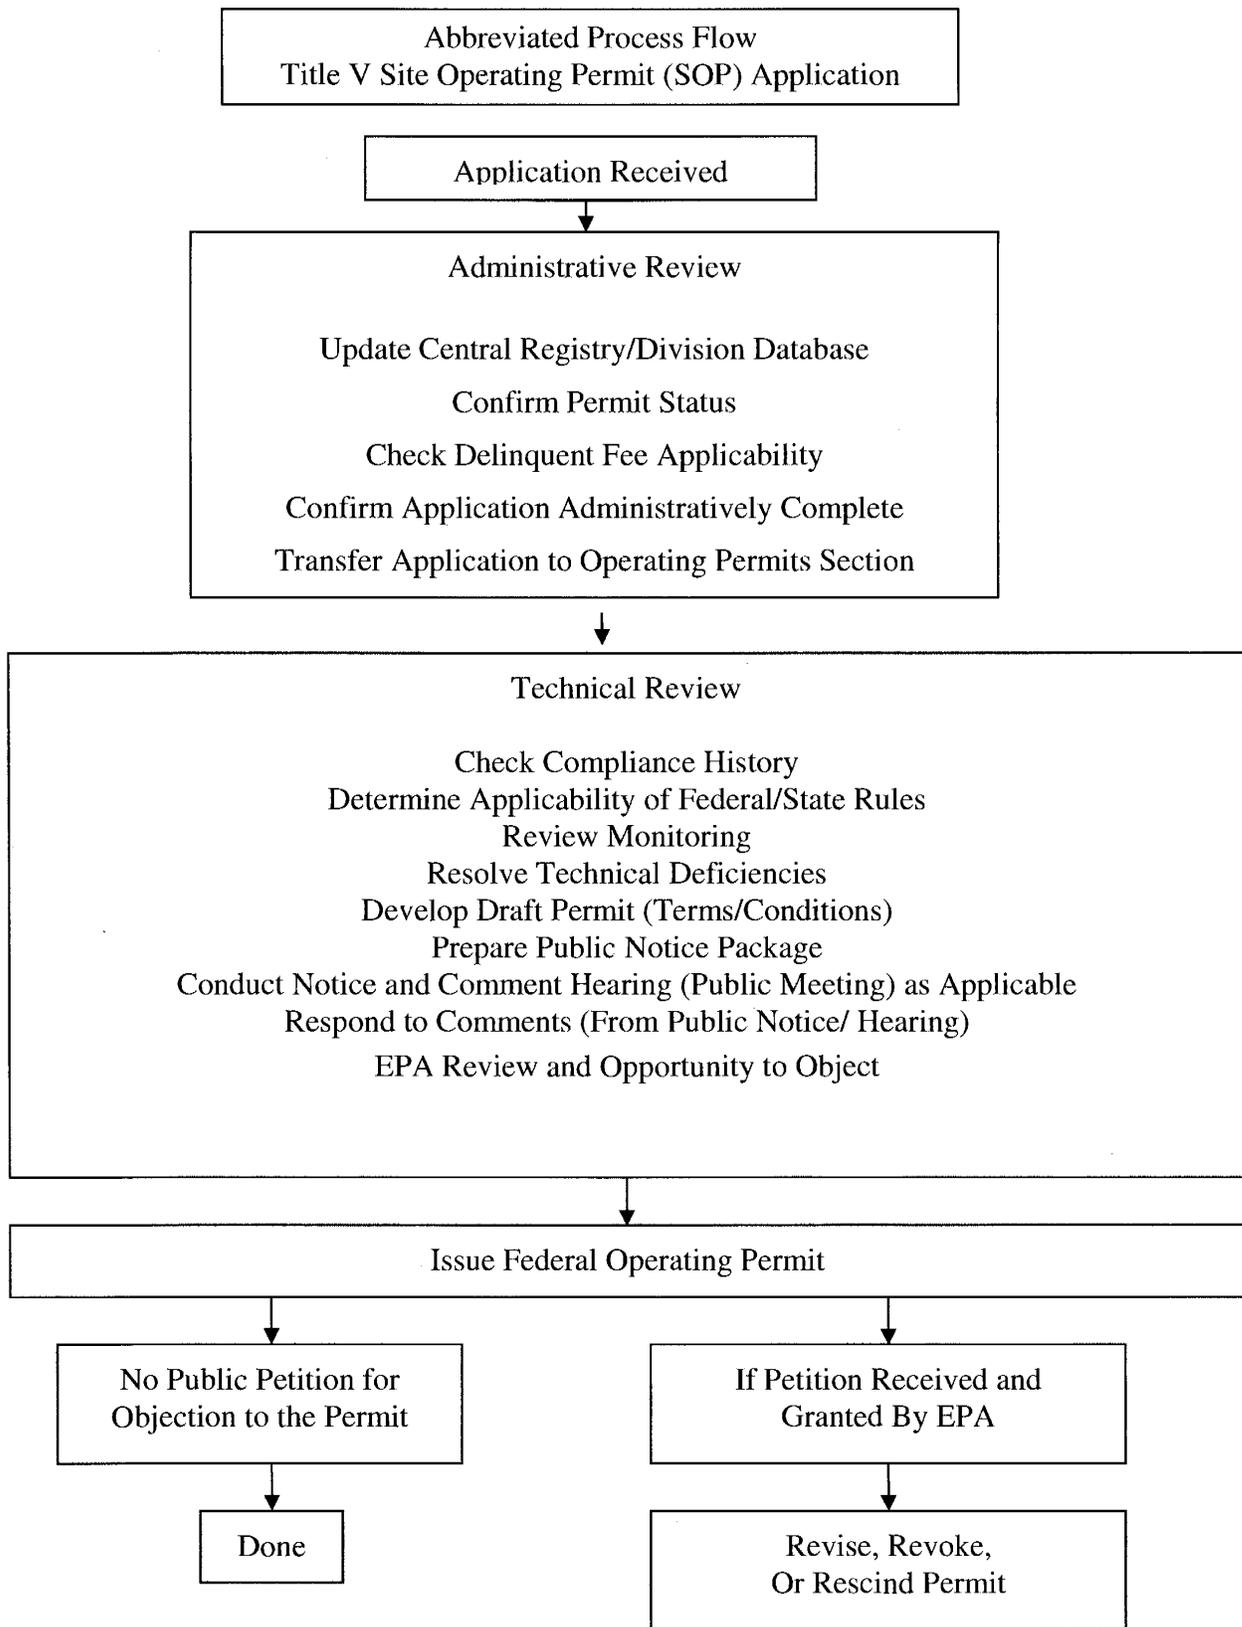 Abbreviated Process Flow
Title V Site Operating Permit (SOP) Application
Application Received
Administrative Review
Update Central Registry/Division Database
Confirm Permit Status
Check Delinquent Fee Applicability
Confirm Application Administratively Complete
Transfer Application to Operating Permits Section
Technical Review
Check Compliance History
Determine Applicability of Federal/State Rules
Review Monitoring
Resolve Technical Deficiencies
Develop Draft Permit (Terms/Conditions)
Prepare Public Notice Package
Conduct Notice and Comment Hearing (Public Meeting) as Applicable
Respond to Comments (From Public Notice/ Hearing)
EPA Review and Opportunity to Object
Issue Federal Operating Permit
No Public Petition for
Objection to the Permit
If Petition Received and
Granted By EPA
Done
Revise, Revoke,
Or Rescind Permit